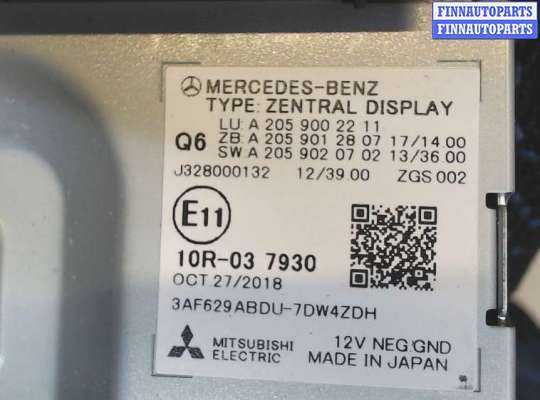 FINNAUTOPARTS
FINNAUTOPARTS
MERCEDES-BENZ
TYPE: ZENTRAL DISPLAY
LU: A 205 900 22 11
Q6 ZB: A 205 901 28 07 17/14.00
SW: A 205 902 07 02 13/36.00
J328000132 12/39.00 ZGS 002
E11
10R-03 7930
OCT 27/2018
3AF629ABDU-7DW4ZDH
MITSUBISHI ELECTRIC
12V NEG GND
MADE IN JAPAN